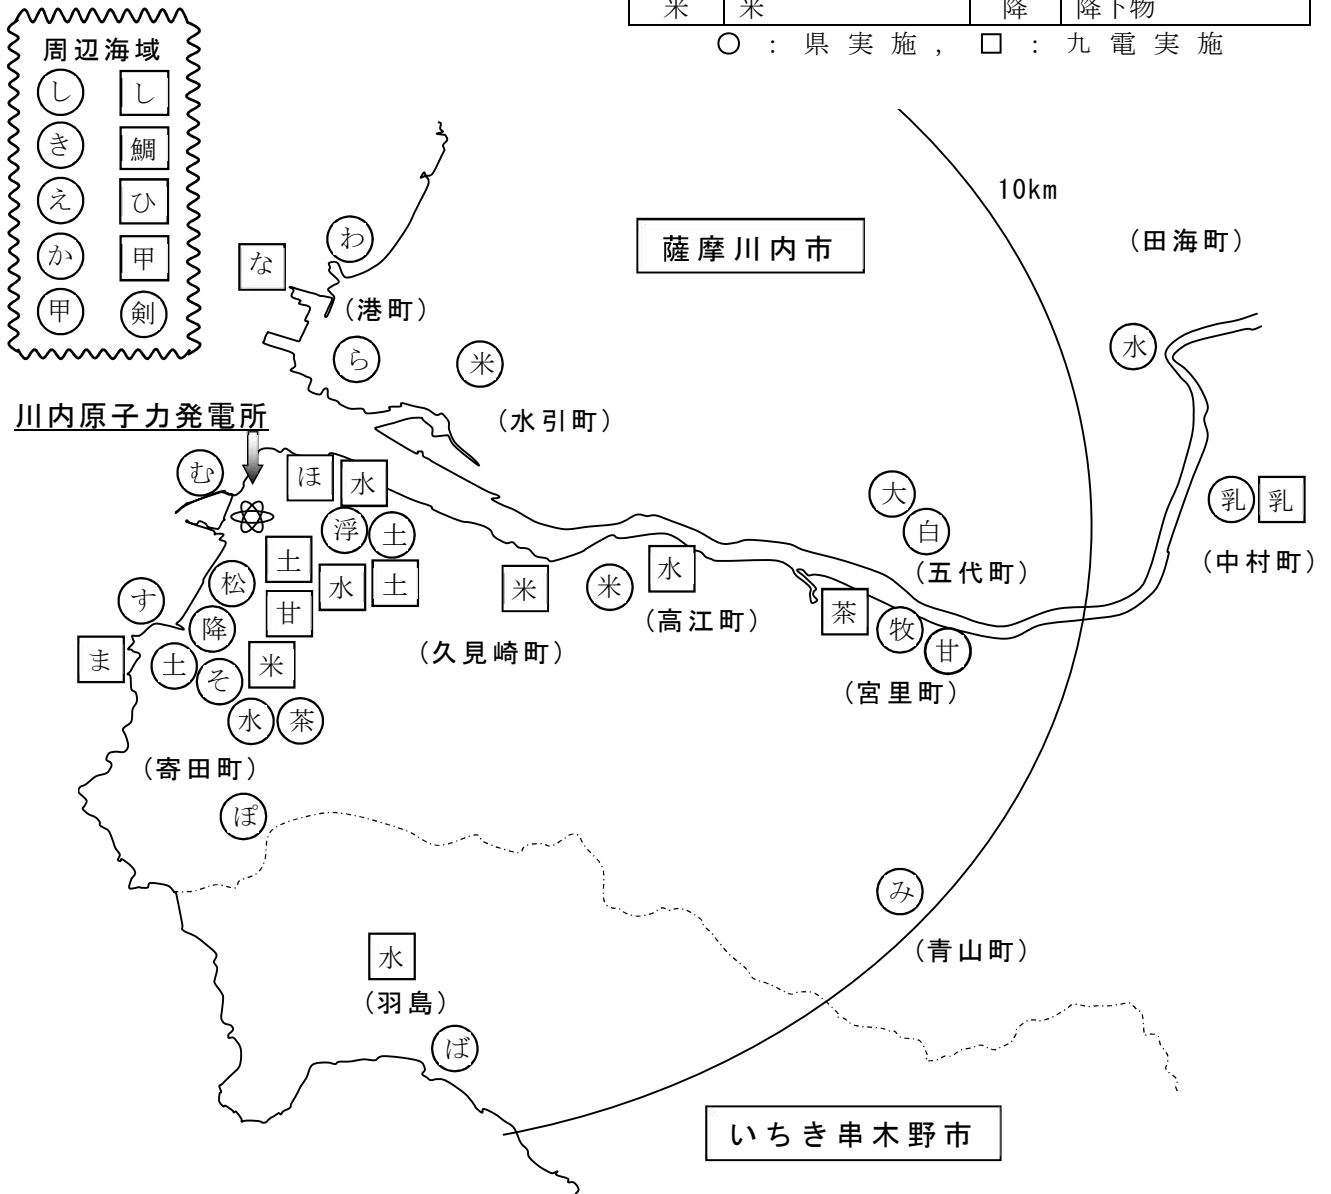 米 米 降 降下物
○：県実施，□：九電実施
周辺海域
し し
き 鯛
え ひ
か 甲
甲 剣
10km
薩摩川内市
（田海町）
わ
な
（港町）
水
ら 米
川内原子力発電所
（水引町）
む ほ 水
大
乳 乳
浮 土
白
（中村町）
土
（五代町）
松 水 土
米 米 水
す
甘
茶
（高江町）
降
牧
甘
ま 土 そ 米
（久見崎町）
（宮里町）
水 茶
（寄田町）
ぽ
み
（青山町）
水
（羽島）
ば
いちき串木野市